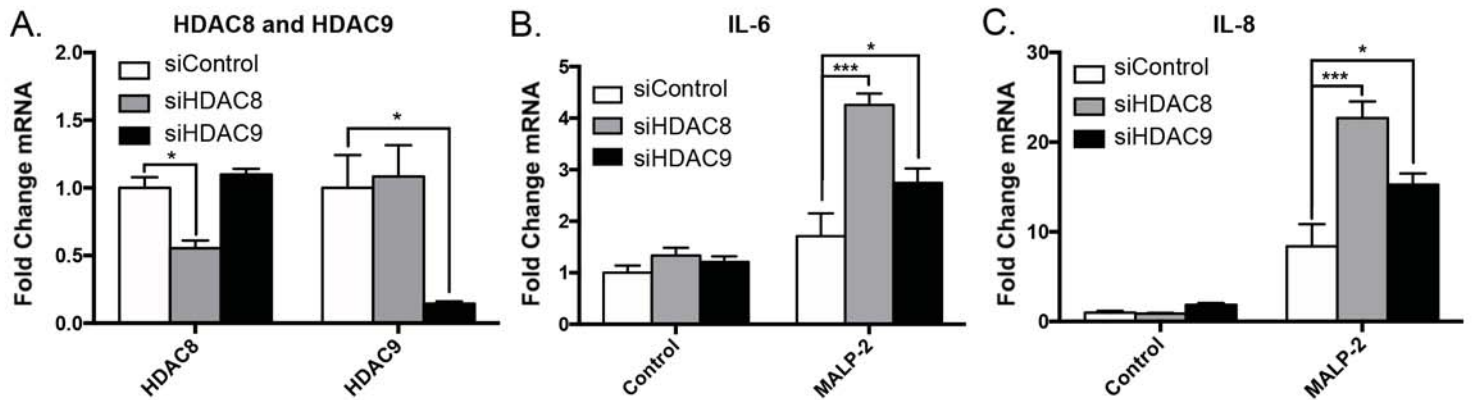 A.
HDAC8 and HDAC9
Fold Change mRNA
2.0
1.5
1.0
0.5
0.0
siControl
siHDAC8
siHDAC9
*
*
HDAC8
HDAC9
B.
IL-6
Fold Change mRNA
5
4
3
2
1
0
siControl
siHDAC8
siHDAC9
*
***
Control
MALP-2
C.
IL-8
Fold Change mRNA
30
20
10
0
siControl
siHDAC8
siHDAC9
*
***
Control
MALP-2